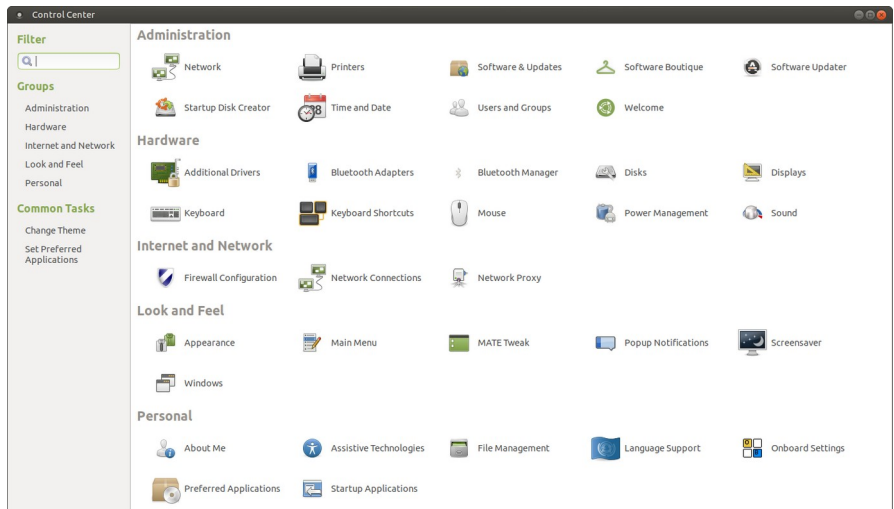 Control Center
Filter
Groups
Administration
Hardware
Internet and Network
Look and Feel
Personal
Common Tasks
Change Theme
Set Preferred
Applications
Administration
Network
Printers
Software & Updates
Software Boutique
Software Updater
Startup Disk Creator
Time and Date
Users and Groups
Welcome
Hardware
Additional Drivers
Bluetooth Adapters
Bluetooth Manager
Disks
Displays
Keyboard
Keyboard Shortcuts
Mouse
Power Management
Sound
Internet and Network
Firewall Configuration
Network Connections
Network Proxy
Look and Feel
Appearance
Main Menu
MATE Tweak
Popup Notifications
Screensaver
Windows
Personal
About Me
Assistive Technologies
File Management
Language Support
Onboard Settings
Preferred Applications
Startup Applications